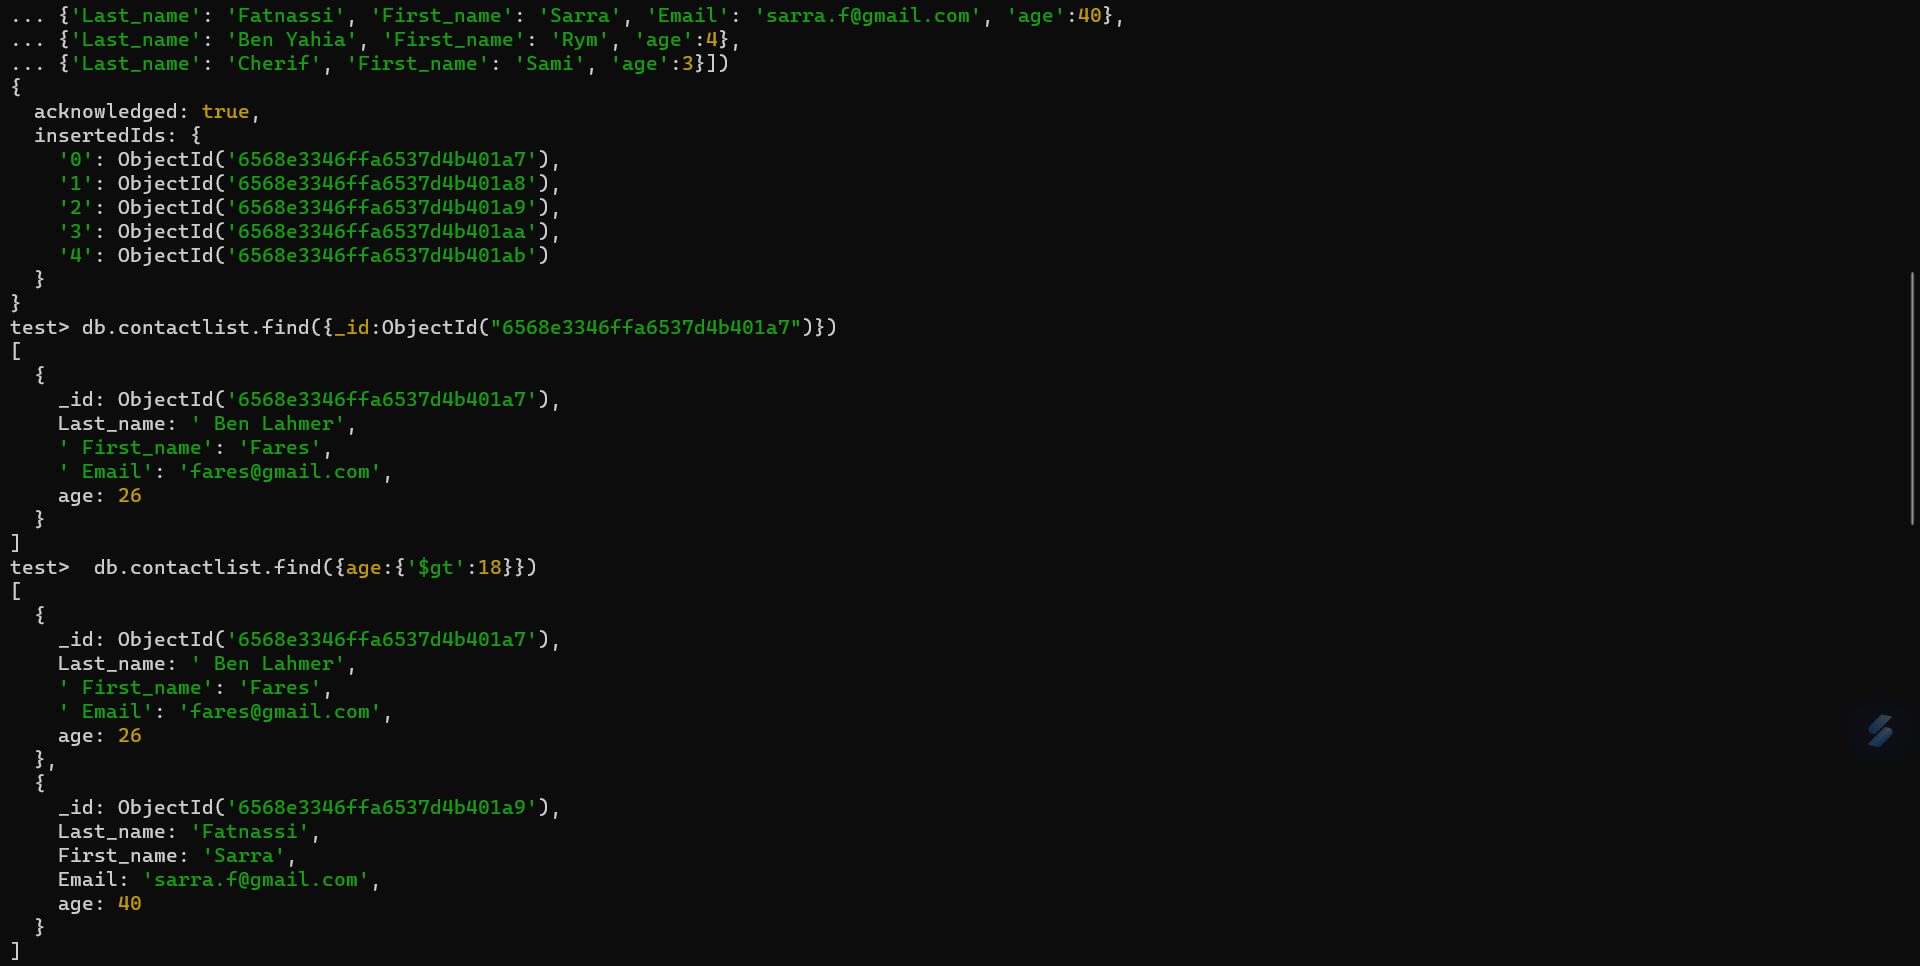 ... {'Last_name': 'Fatnassi', 'First_name': 'Sarra', 'Email': 'sarra.f@gmail.com', 'age':40},
... {'Last_name': 'Ben Yahia', 'First_name': 'Rym', 'age':4},
... {'Last_name': 'Cherif', 'First_name': 'Sami', 'age':3}])
{
  acknowledged: true,
  insertedIds: {
    '0': ObjectId('6568e3346ffa6537d4b401a7'),
    '1': ObjectId('6568e3346ffa6537d4b401a8'),
    '2': ObjectId('6568e3346ffa6537d4b401a9'),
    '3': ObjectId('6568e3346ffa6537d4b401aa'),
    '4': ObjectId('6568e3346ffa6537d4b401ab')
  }
}
test> db.contactlist.find({_id:ObjectId("6568e3346ffa6537d4b401a7")})
[
  {
    _id: ObjectId('6568e3346ffa6537d4b401a7'),
    Last_name: ' Ben Lahmer',
    ' First_name': 'Fares',
    ' Email': 'fares@gmail.com',
    age: 26
  }
]
test>  db.contactlist.find({age:{'$gt':18}})
[
  {
    _id: ObjectId('6568e3346ffa6537d4b401a7'),
    Last_name: ' Ben Lahmer',
    ' First_name': 'Fares',
    ' Email': 'fares@gmail.com',
    age: 26
  },
  {
    _id: ObjectId('6568e3346ffa6537d4b401a9'),
    Last_name: 'Fatnassi',
    First_name: 'Sarra',
    Email: 'sarra.f@gmail.com',
    age: 40
  }
]